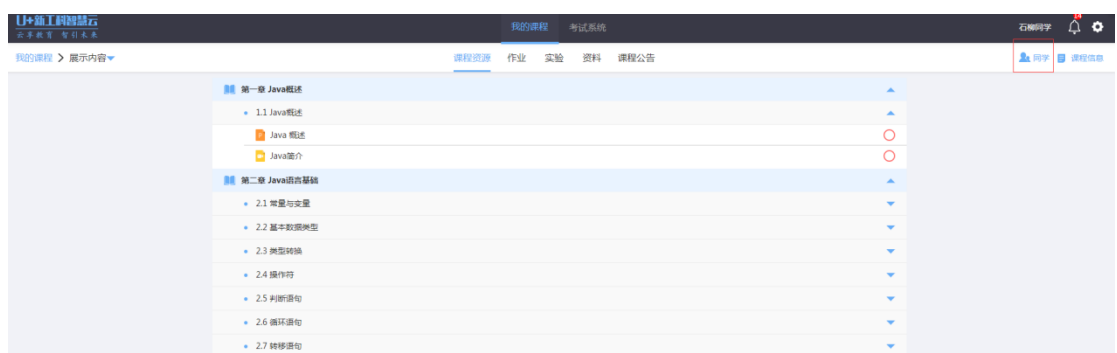 U+新工科智慧云
云享教育 智引未来
我的课程 考试系统
石榴同学 14
我的课程 展示内容
课程资源 作业 实验 资料 课程公告
同学 课程信息
第一章 Java概述
1.1 Java概述
Java 概述
Java简介
第二章 Java语言基础
2.1 常量与变量
2.2 基本数据类型
2.3 类型转换
2.4 操作符
2.5 判断语句
2.6 循环语句
2.7 转移语句